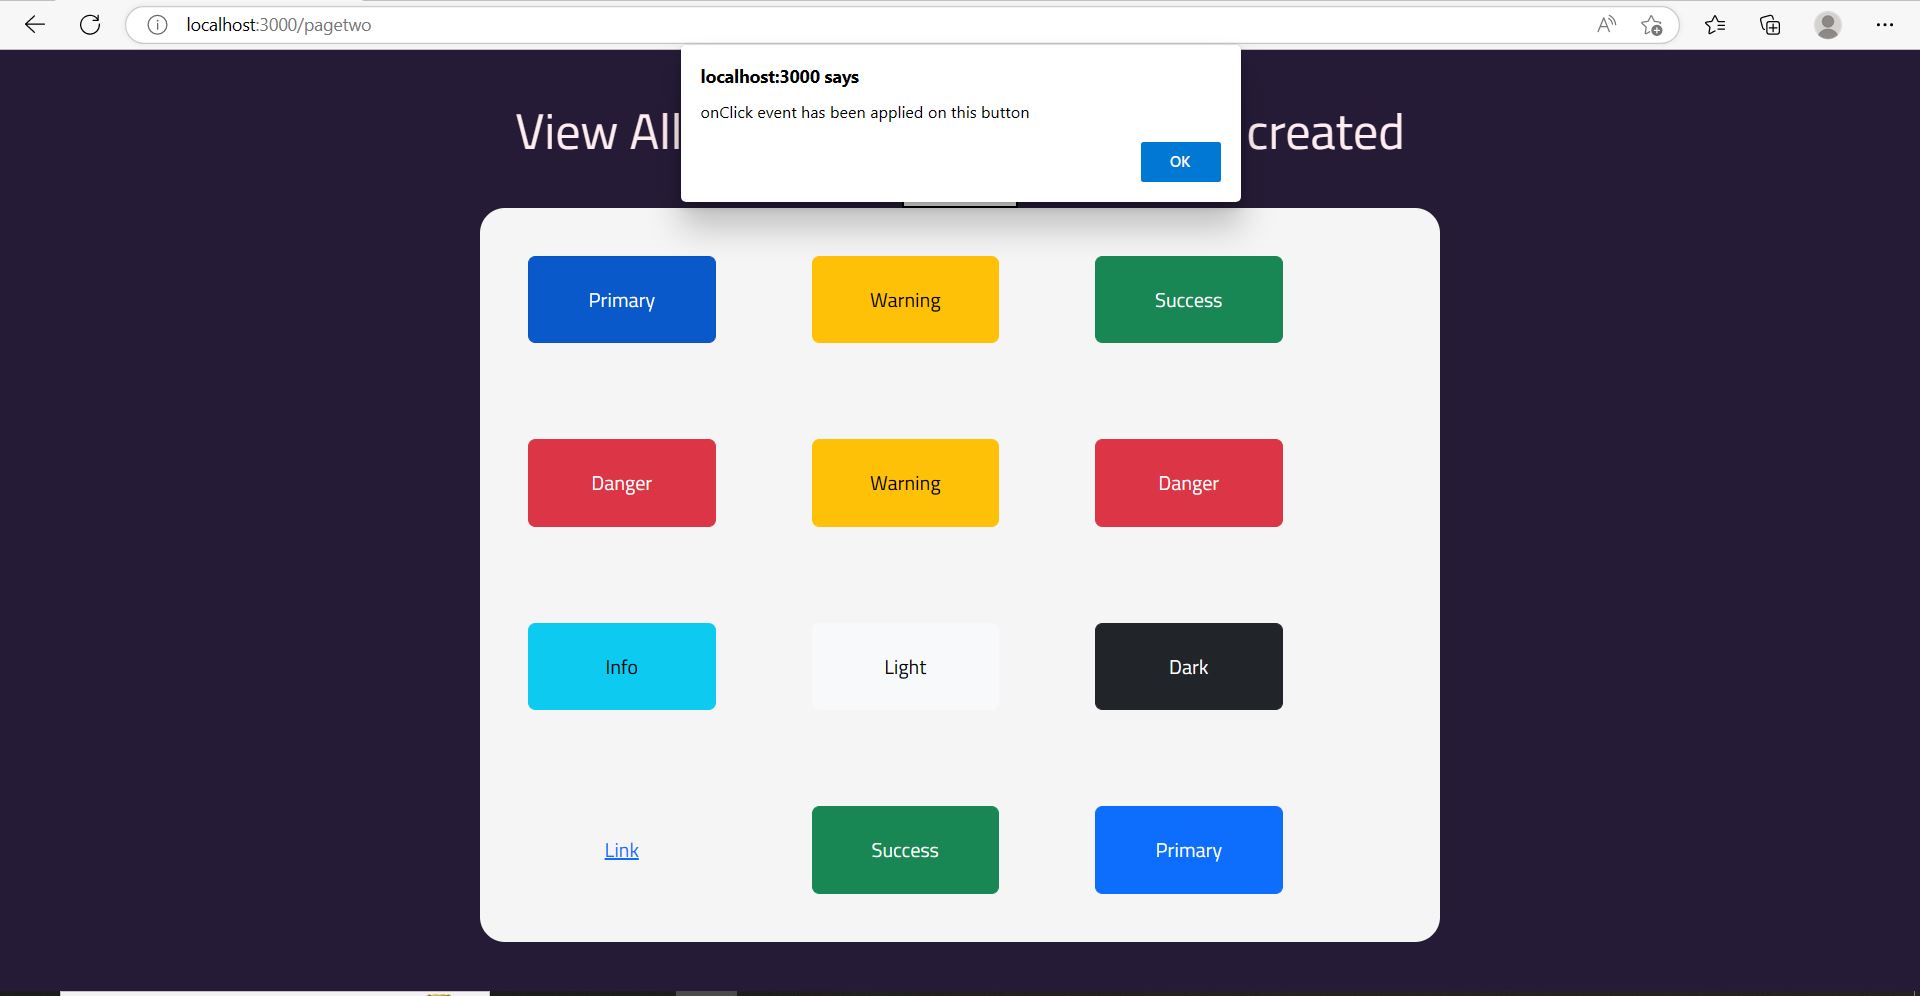 localhost:3000/pagetwo
localhost:3000 says
onClick event has been applied on this button
OK
View All created
Primary Warning Success
Danger Warning Danger
Info Light Dark
Link Success Primary